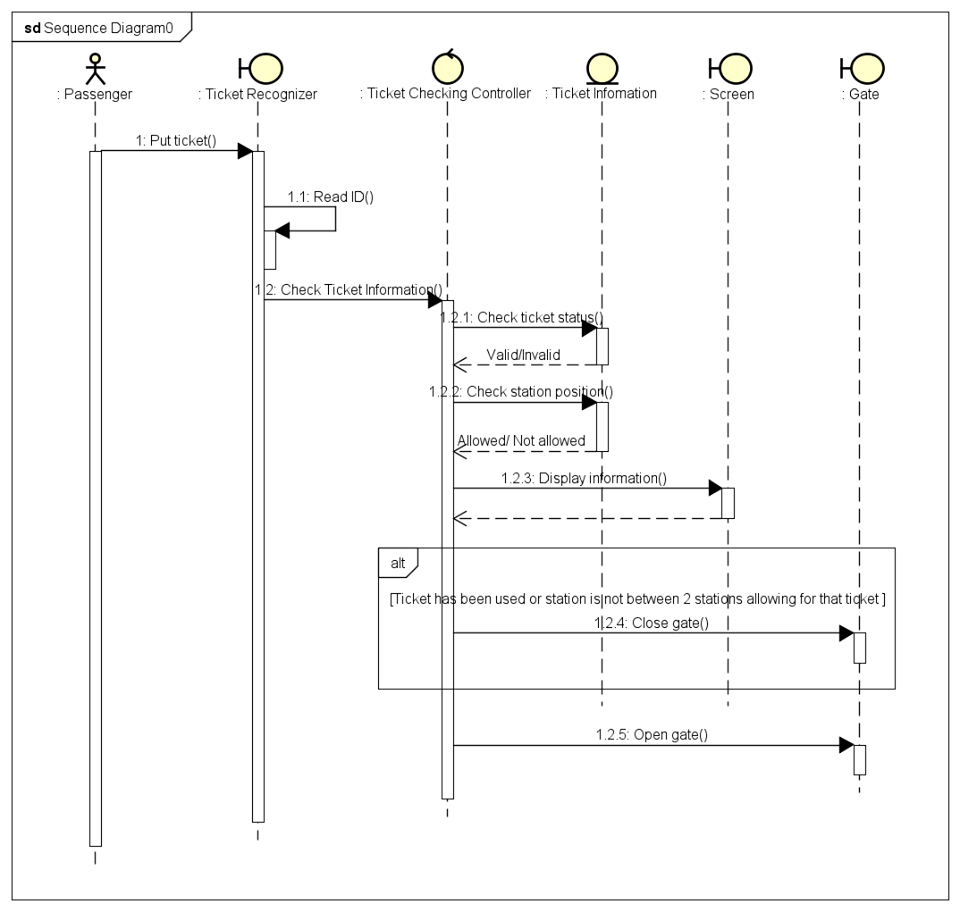 sd Sequence Diagram0
: Passenger
: Ticket Recognizer
: Ticket Checking Controller
: Ticket Infomation
: Screen
: Gate
1: Put ticket()
1.1: Read ID()
1.2: Check Ticket Information()
1.2.1: Check ticket status()
Valid/Invalid
1.2.2: Check station position()
Allowed/ Not allowed
1.2.3: Display information()
alt
[Ticket has been used or station is not between 2 stations allowing for that ticket ]
1.2.4: Close gate()
1.2.5: Open gate()